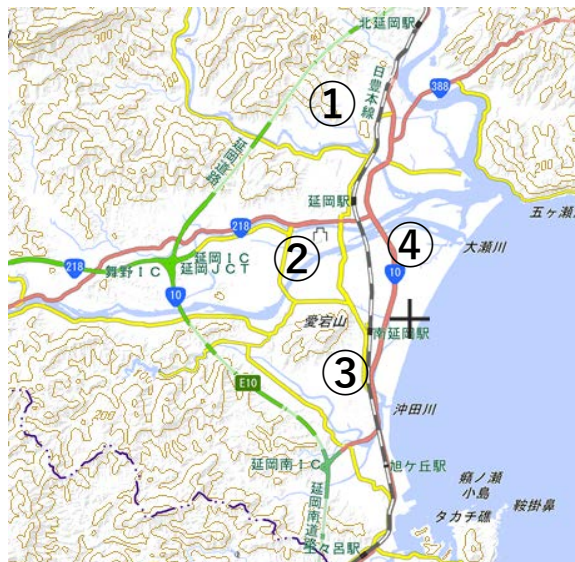 北延岡駅
388
日豊本線
①
延岡道路
延岡駅
五ヶ瀬
218
④
大瀬川
②
延岡IC
延岡JCT
218
舞野IC
10
10
愛宕山
南延岡駅
③
E10
沖田川
延岡南IC
旭ケ丘駅
延岡南道路
鞍掛鼻
小島
タカチ礁
土々呂駅